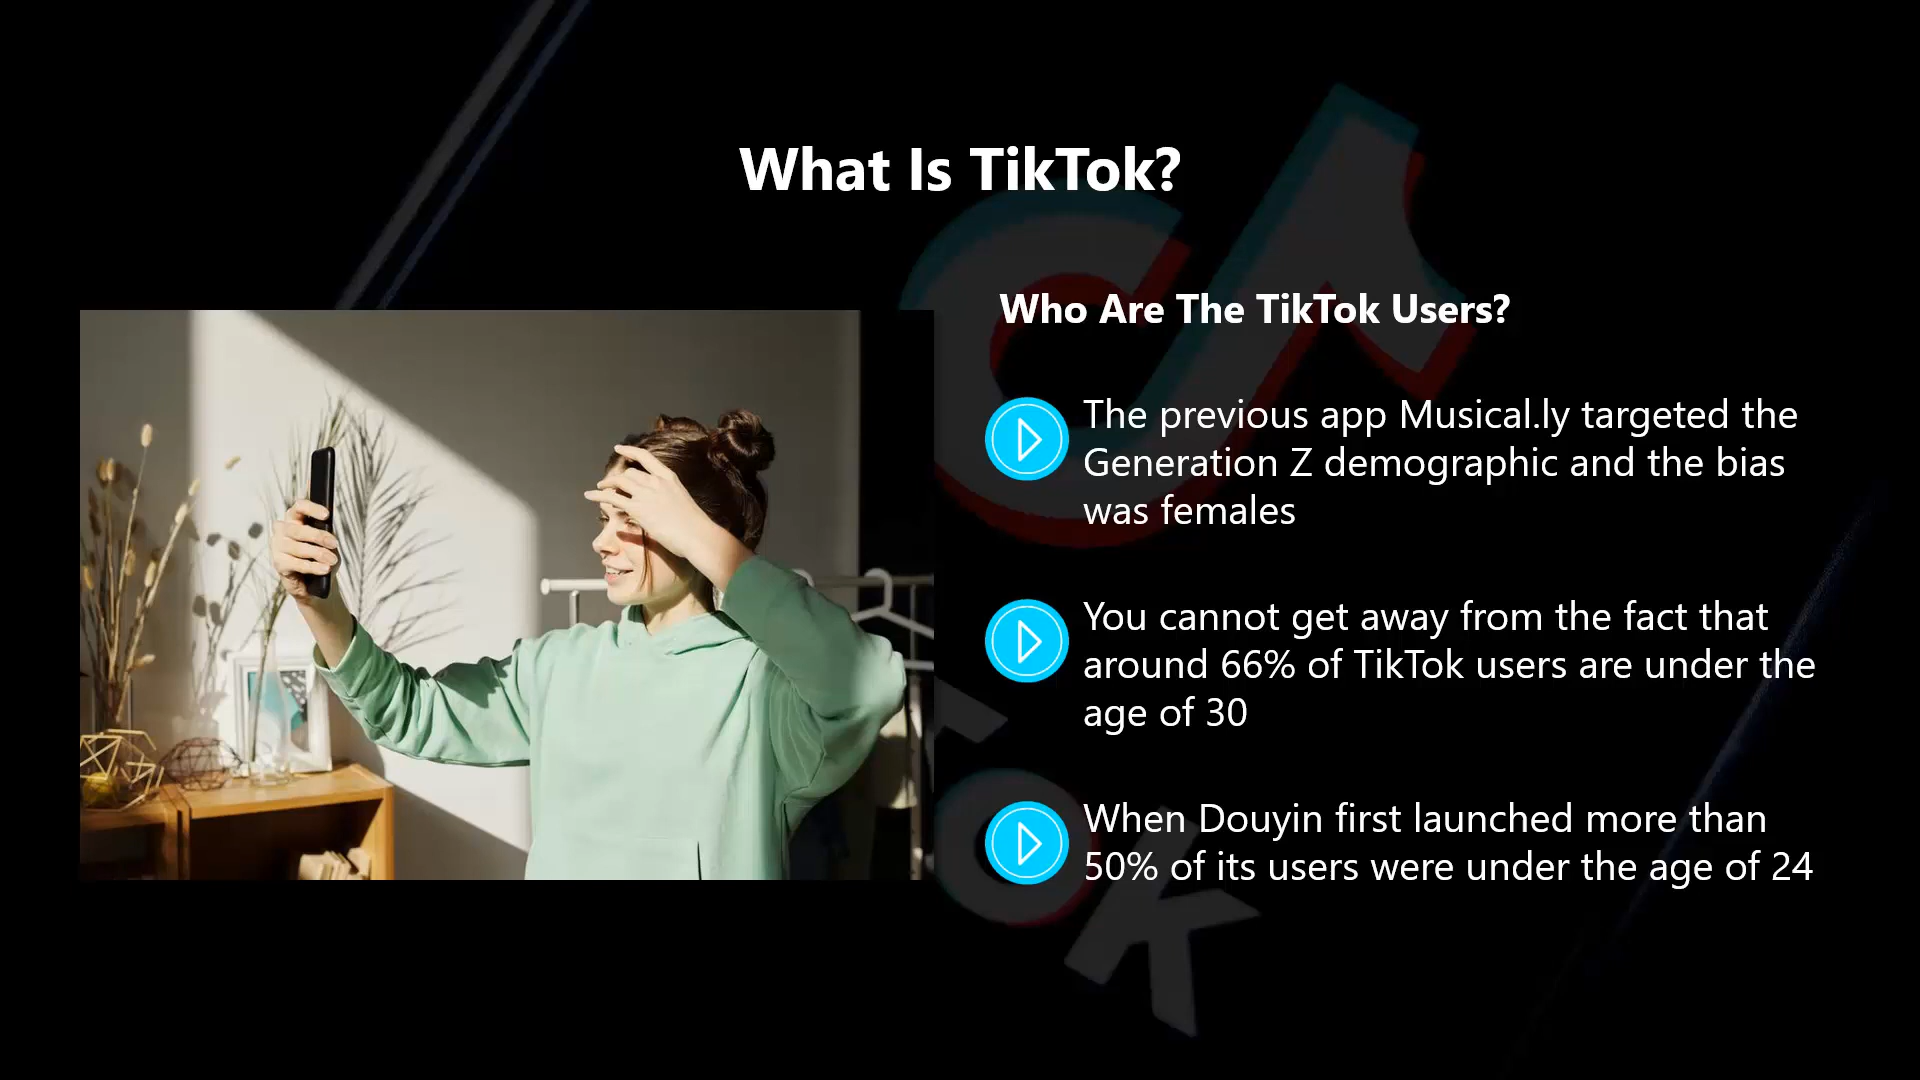 What Is TikTok?
Who Are The TikTok Users?
The previous app Musical.ly targeted the
Generation Z demographic and the bias
was females
You cannot get away from the fact that
around 66% of TikTok users are under the
age of 30
When Douyin first launched more than
50% of its users were under the age of 24
Tok